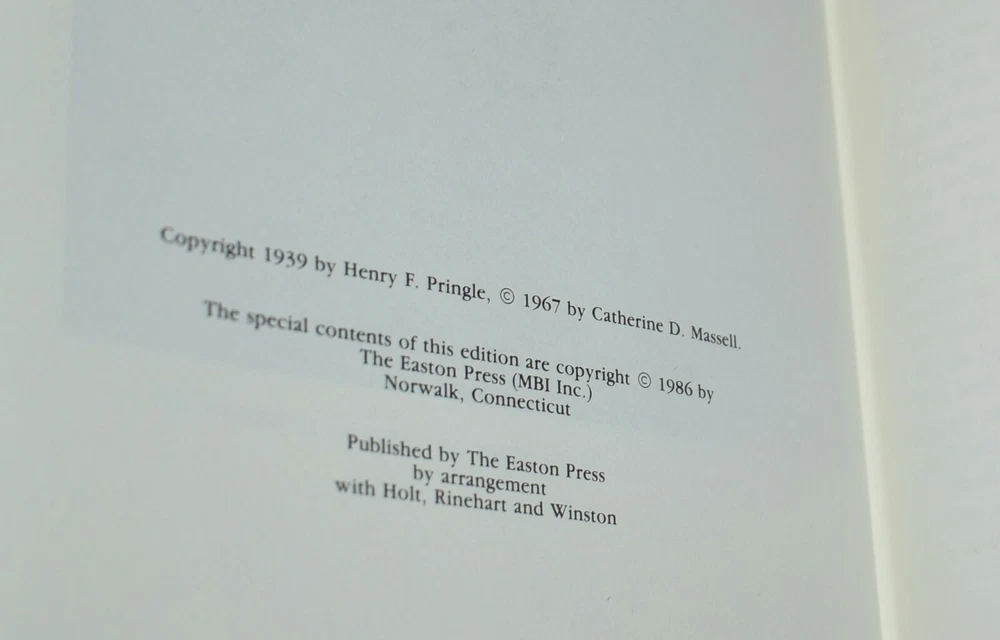 Copyright 1939 by Henry F. Pringle, © 1967 by Catherine D. Massell.
The special contents of this edition are copyright © 1986 by
The Easton Press (MBI Inc.)
Norwalk, Connecticut
Published by The Easton Press
by arrangement
with Holt, Rinehart and Winston